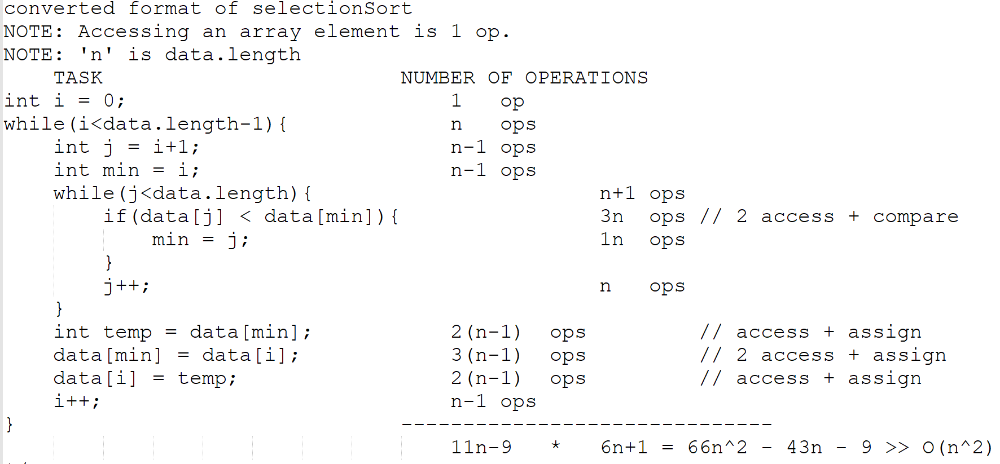 converted format of selectionSort
NOTE: Accessing an array element is 1 op.
NOTE: 'n' is data.length
    TASK                        NUMBER OF OPERATIONS
int i = 0;                          1   op
while(i<data.length-1){             n   ops
    int j = i+1;                    n-1 ops
    int min = i;                    n-1 ops
    while(j<data.length){                       n+1 ops
        if(data[j] < data[min]){                3n  ops // 2 access + compare
            min = j;                            1n  ops
        }
        j++;                                    n   ops
    }
    int temp = data[min];           2(n-1)  ops         // access + assign
    data[min] = data[i];            3(n-1)  ops         // 2 access + assign
    data[i] = temp;                 2(n-1)  ops         // access + assign
    i++;                            n-1 ops
}                               ------------------------------
                                    11n-9   *   6n+1 = 66n^2 - 43n - 9 >> O(n^2)